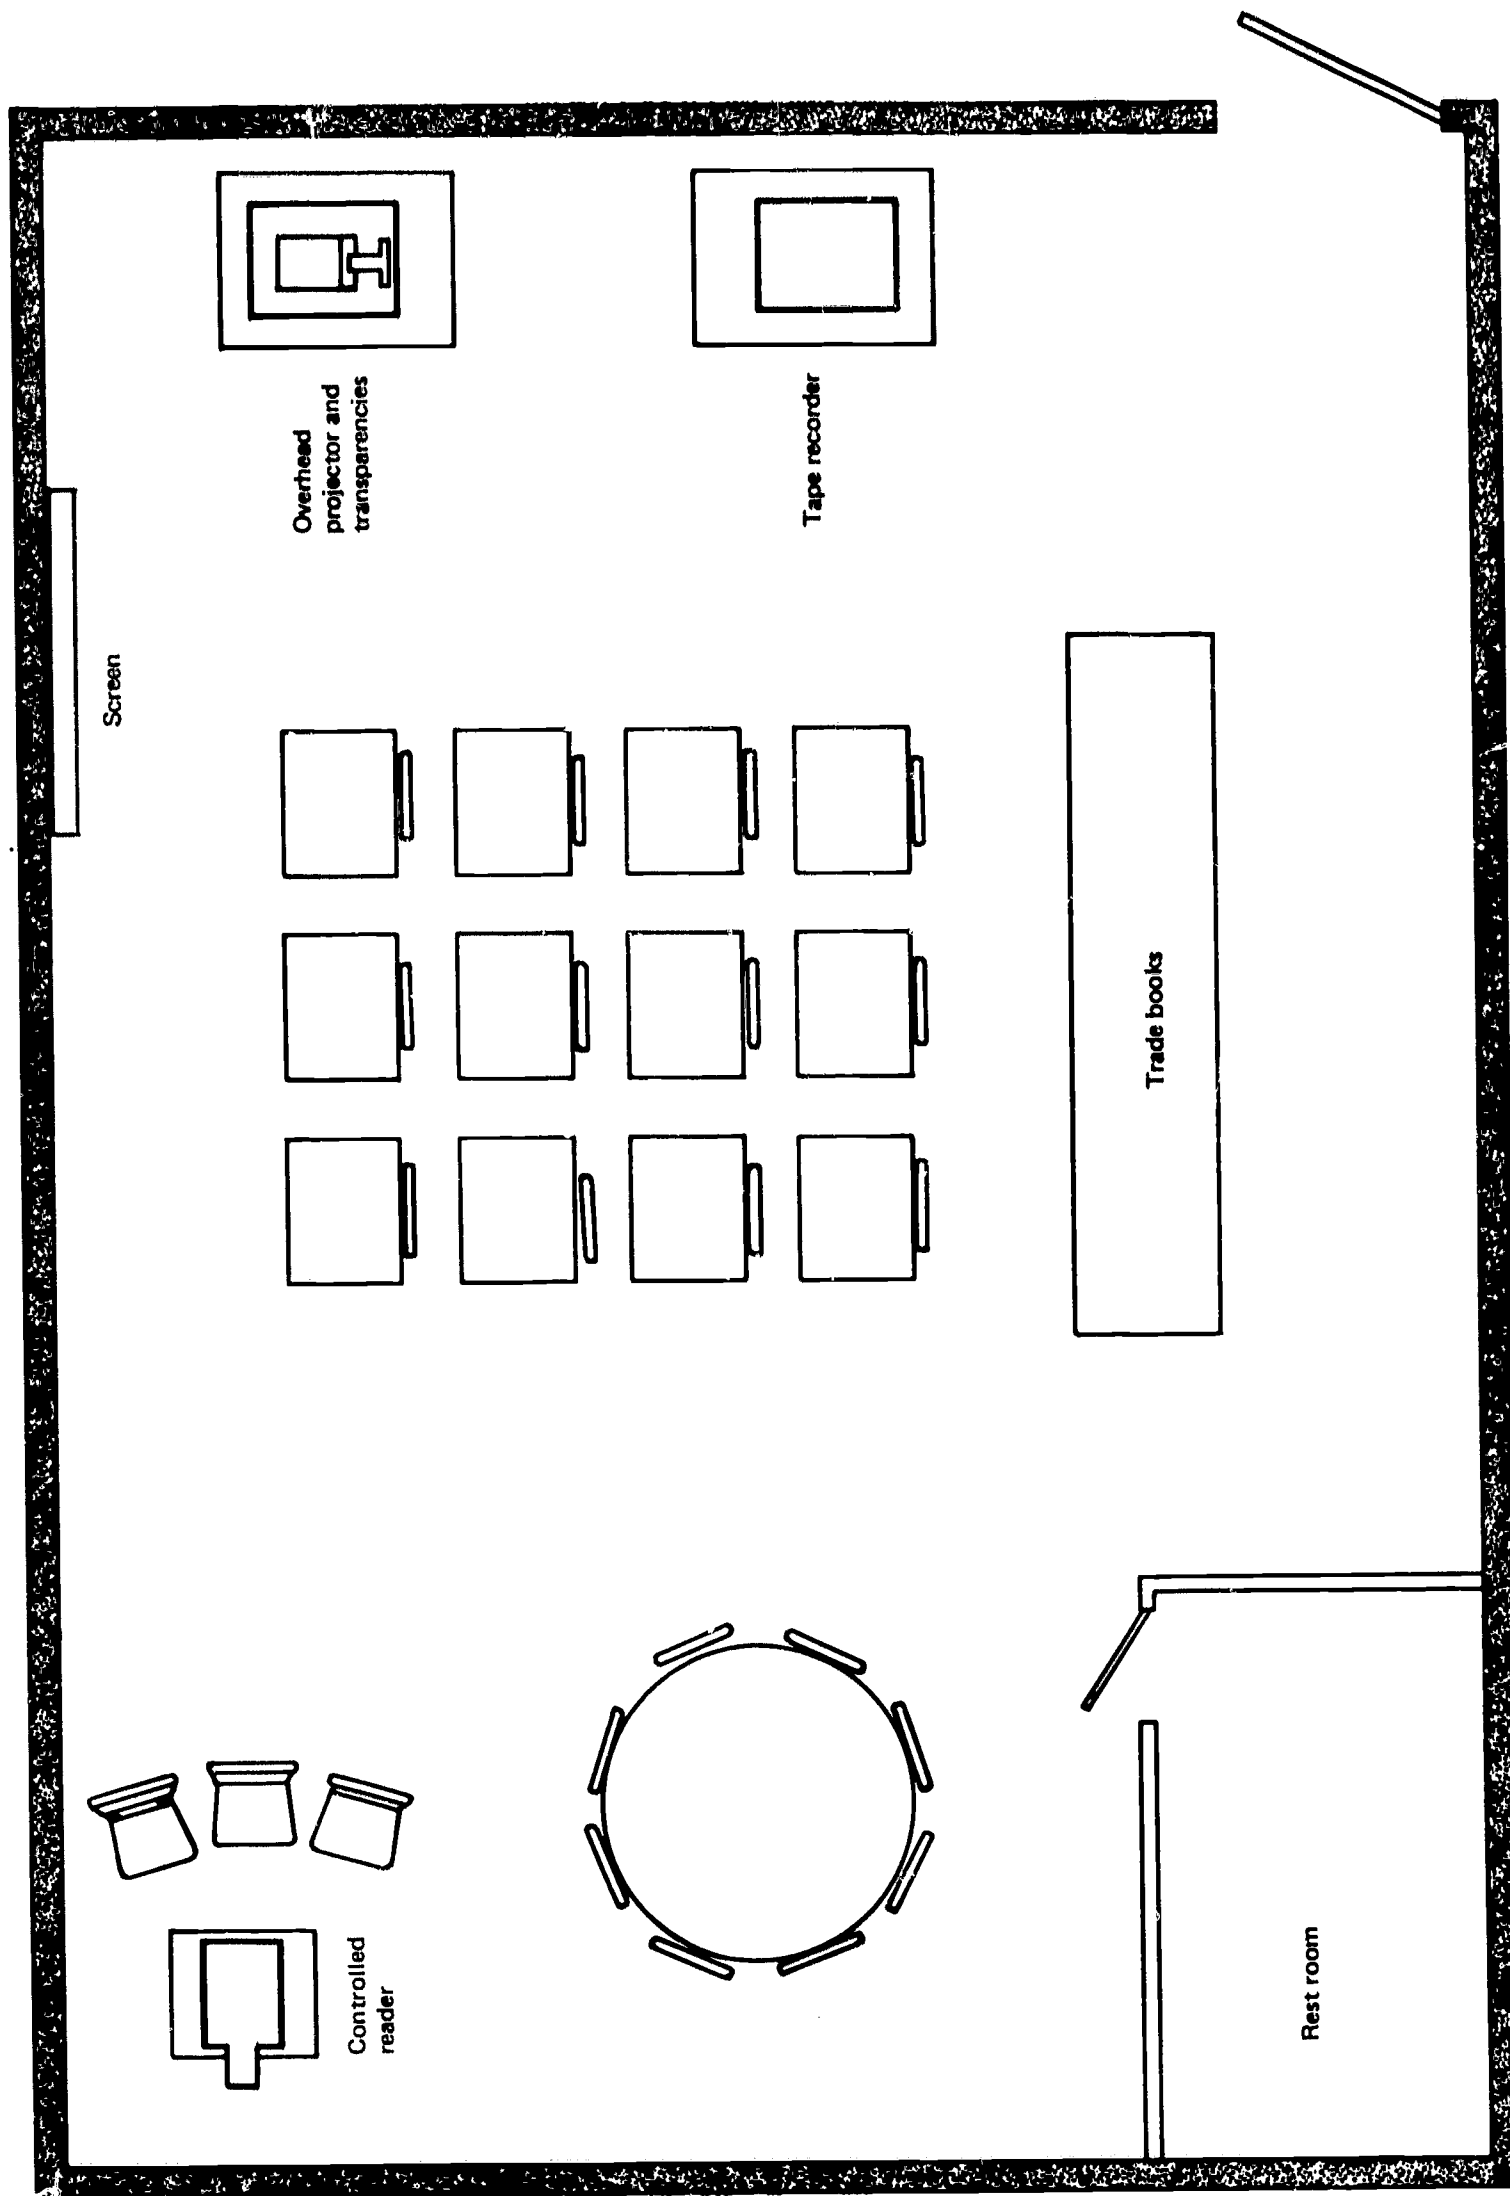 Screen
Overhead
projector and
transparencies
Tape recorder
Controlled
reader
Trade books
Rest room